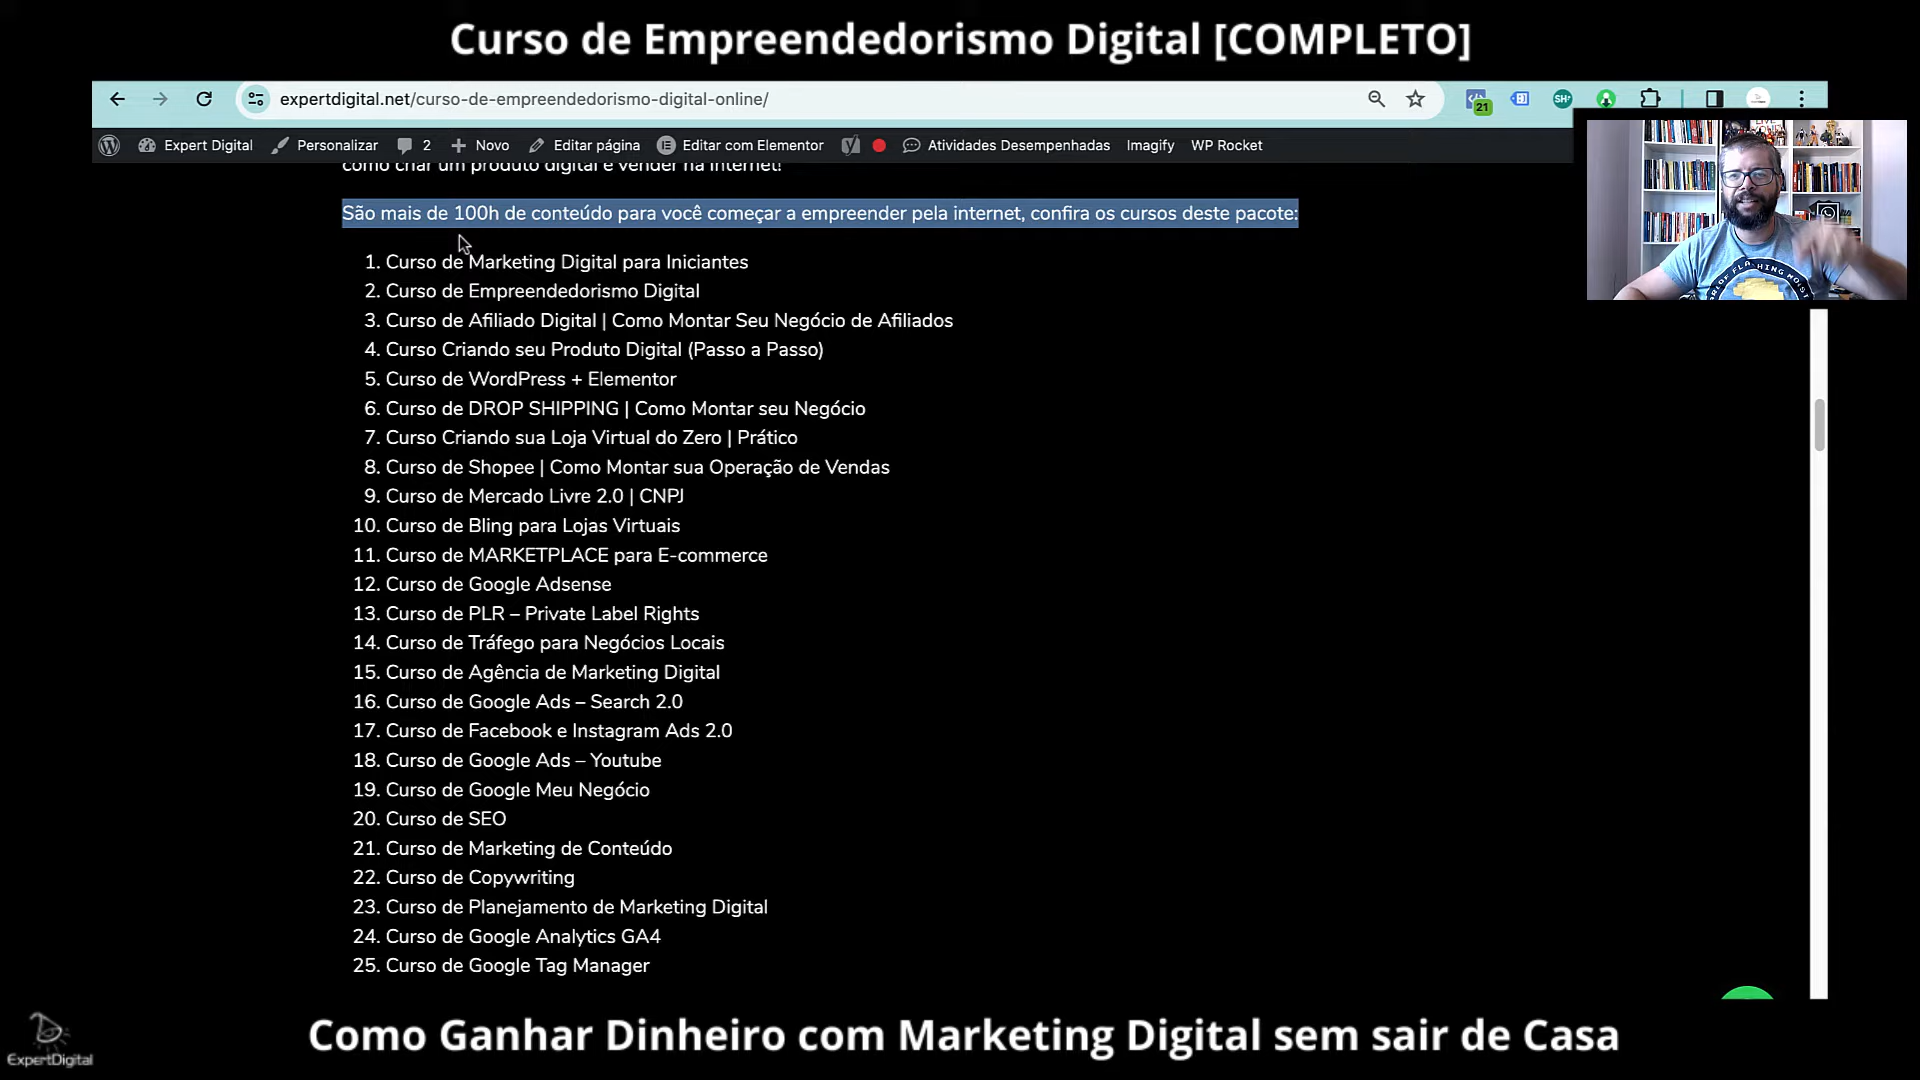 Curso de Empreendedorismo Digital [COMPLETO]
expertdigital.net/curso-de-empreendedorismo-digital-online/
21
SH
Expert Digital Personalizar 2 Novo Editar página Editar com Elementor Atividades Desempenhadas Imagify WP Rocket
como criar um produto digital e vender na internet!
São mais de 100h de conteúdo para você começar a empreender pela internet, confira os cursos deste pacote:
1. Curso de Marketing Digital para Iniciantes
2. Curso de Empreendedorismo Digital
3. Curso de Afiliado Digital | Como Montar Seu Negócio de Afiliados
4. Curso Criando seu Produto Digital (Passo a Passo)
5. Curso de WordPress + Elementor
6. Curso de DROP SHIPPING | Como Montar seu Negócio
7. Curso Criando sua Loja Virtual do Zero | Prático
8. Curso de Shopee | Como Montar sua Operação de Vendas
9. Curso de Mercado Livre 2.0 | CNPJ
10. Curso de Bling para Lojas Virtuais
11. Curso de MARKETPLACE para E-commerce
12. Curso de Google Adsense
13. Curso de PLR – Private Label Rights
14. Curso de Tráfego para Negócios Locais
15. Curso de Agência de Marketing Digital
16. Curso de Google Ads – Search 2.0
17. Curso de Facebook e Instagram Ads 2.0
18. Curso de Google Ads – Youtube
19. Curso de Google Meu Negócio
20. Curso de SEO
21. Curso de Marketing de Conteúdo
22. Curso de Copywriting
23. Curso de Planejamento de Marketing Digital
24. Curso de Google Analytics GA4
25. Curso de Google Tag Manager
ExpertDigital
Como Ganhar Dinheiro com Marketing Digital sem sair de Casa